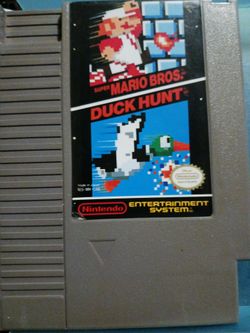 SUPER MARIO BROS.
DUCK HUNT
Nintendo
ENTERTAINMENT
SYSTEM